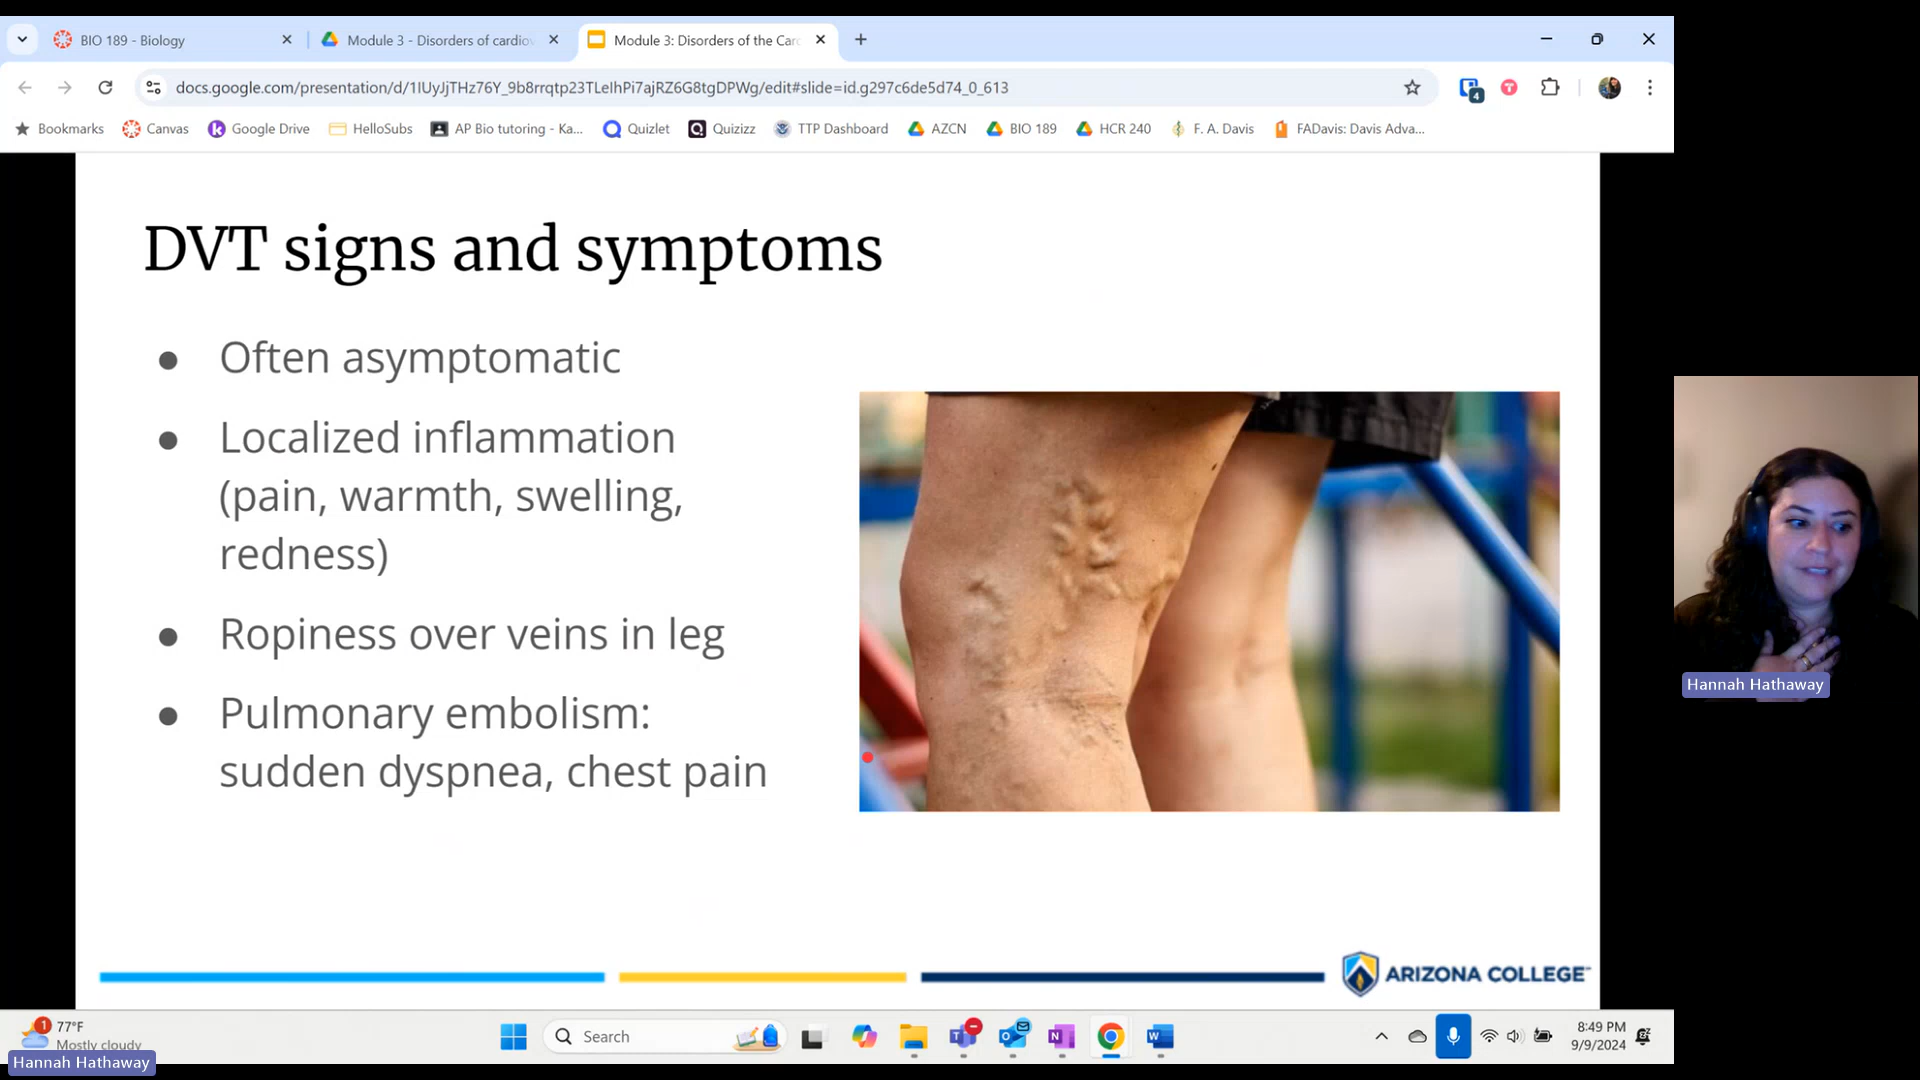 BIO 189 - Biology
Module 3 - Disorders of cardiov
Module 3: Disorders of the Car
docs.google.com/presentation/d/1IUyJjTHz76Y_9b8rrqtp23TLeIhPi7ajRZ6G8tgDPWg/edit#slide=id.g297c6de5d74_0_613
4
Bookmarks
Canvas
Google Drive
HelloSubs
AP Bio tutoring - Ka...
Quizlet
Quizizz
TTP Dashboard
AZCN
BIO 189
HCR 240
F. A. Davis
FADavis: Davis Adva...
DVT signs and symptoms
● Often asymptomatic
● Localized inflammation
(pain, warmth, swelling,
redness)
● Ropiness over veins in leg
● Pulmonary embolism:
sudden dyspnea, chest pain
ARIZONA COLLEGE
Hannah Hathaway
1
77°F
Mostly cloudy
Hannah Hathaway
Search
8:49 PM
9/9/2024